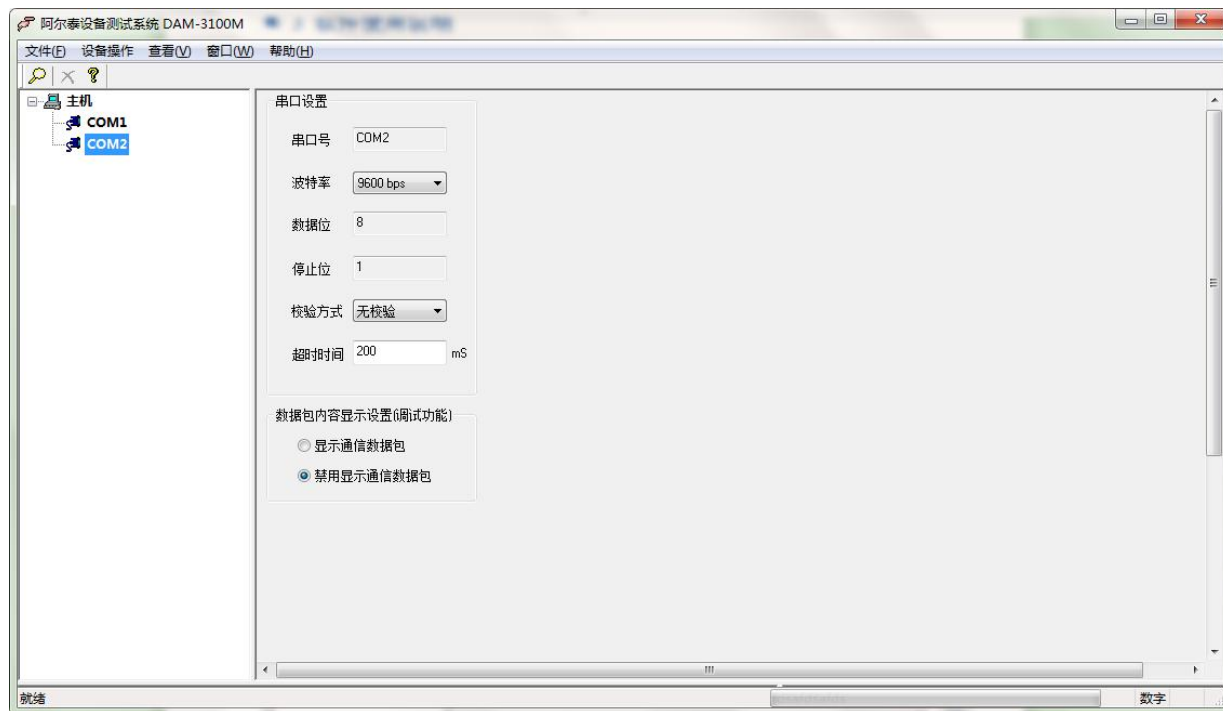 阿尔泰设备测试系统 DAM-3100M
文件(F) 设备操作 查看(V) 窗口(W) 帮助(H)
主机
COM1
COM2
串口设置
串口号 COM2
波特率 9600 bps
数据位 8
停止位 1
校验方式 无校验
超时时间 200 mS
数据包内容显示设置(调试功能)
显示通信数据包
禁用显示通信数据包
就绪 数字